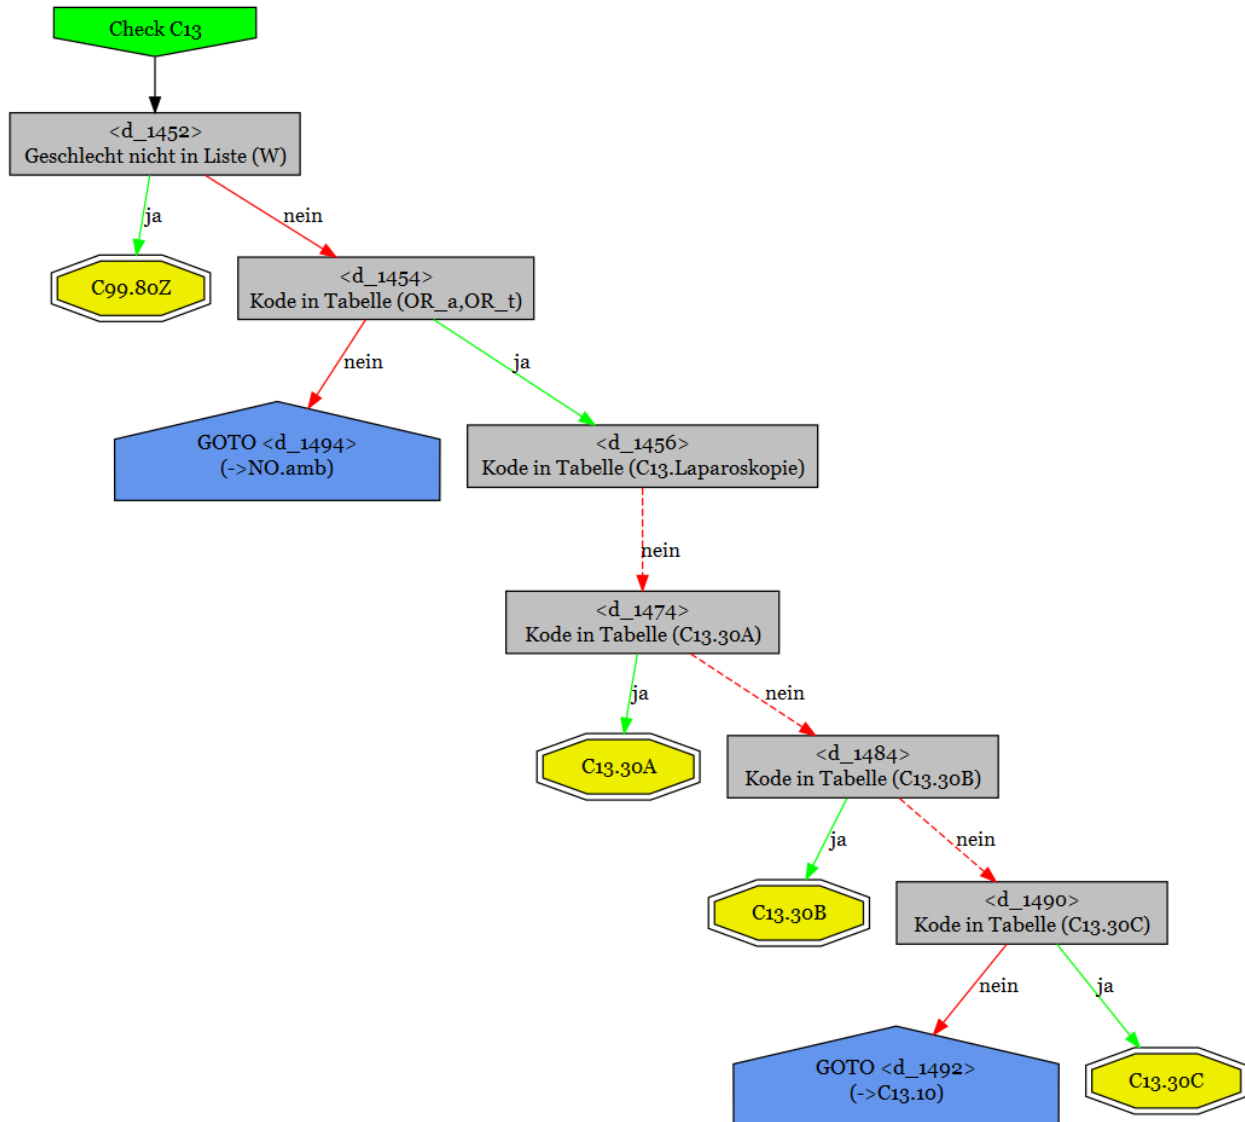 Check C13
<d_1452>
Geschlecht nicht in Liste (W)
ja
nein
C99.80Z
<d_1454>
Kode in Tabelle (OR_a,OR_t)
nein
ja
GOTO <d_1494>
(->NO.amb)
<d_1456>
Kode in Tabelle (C13.Laparoskopie)
nein
<d_1474>
Kode in Tabelle (C13.30A)
ja
nein
C13.30A
<d_1484>
Kode in Tabelle (C13.30B)
ja
nein
C13.30B
<d_1490>
Kode in Tabelle (C13.30C)
nein
ja
GOTO <d_1492>
(->C13.10)
C13.30C